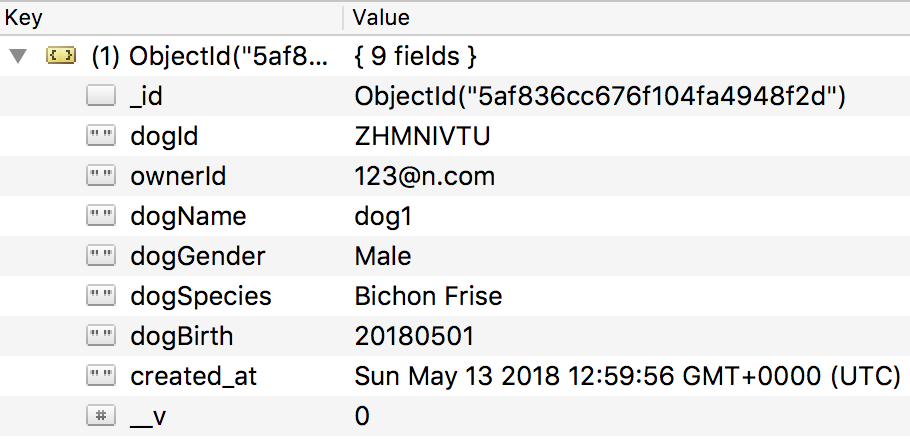 Key Value
(1) ObjectId("5af8... { 9 fields }
_id ObjectId("5af836cc676f104fa4948f2d")
"" dogId ZHMNIVTU
"" ownerId 123@n.com
"" dogName dog1
"" dogGender Male
"" dogSpecies Bichon Frise
"" dogBirth 20180501
"" created_at Sun May 13 2018 12:59:56 GMT+0000 (UTC)
# __v 0